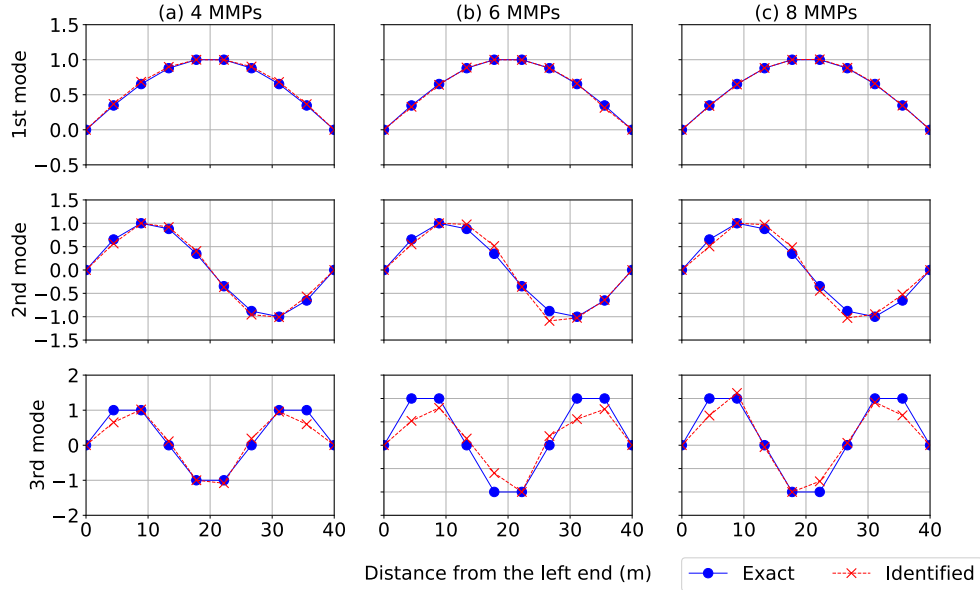 (a) 4 MMPs
(b) 6 MMPs
(c) 8 MMPs
1st mode
1.5
1.0
0.5
0.0
−0.5
2nd mode
1.5
1.0
0.5
0.0
−0.5
−1.0
−1.5
3rd mode
2
1
0
−1
−2
0 10 20 30 40
0 10 20 30 40
0 10 20 30 40
Distance from the left end (m)
Exact
Identified